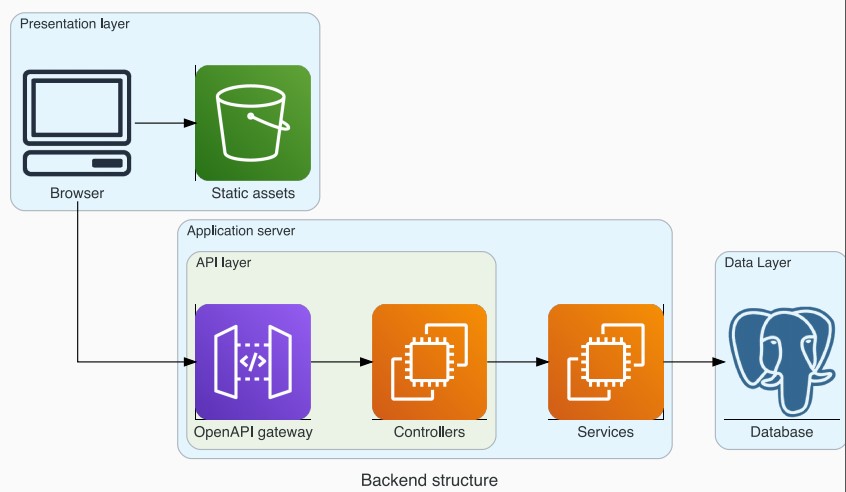 Presentation layer
Browser
Static assets
Application server
API layer
Data Layer
</>
OpenAPI gateway
Controllers
Services
Database
Backend structure